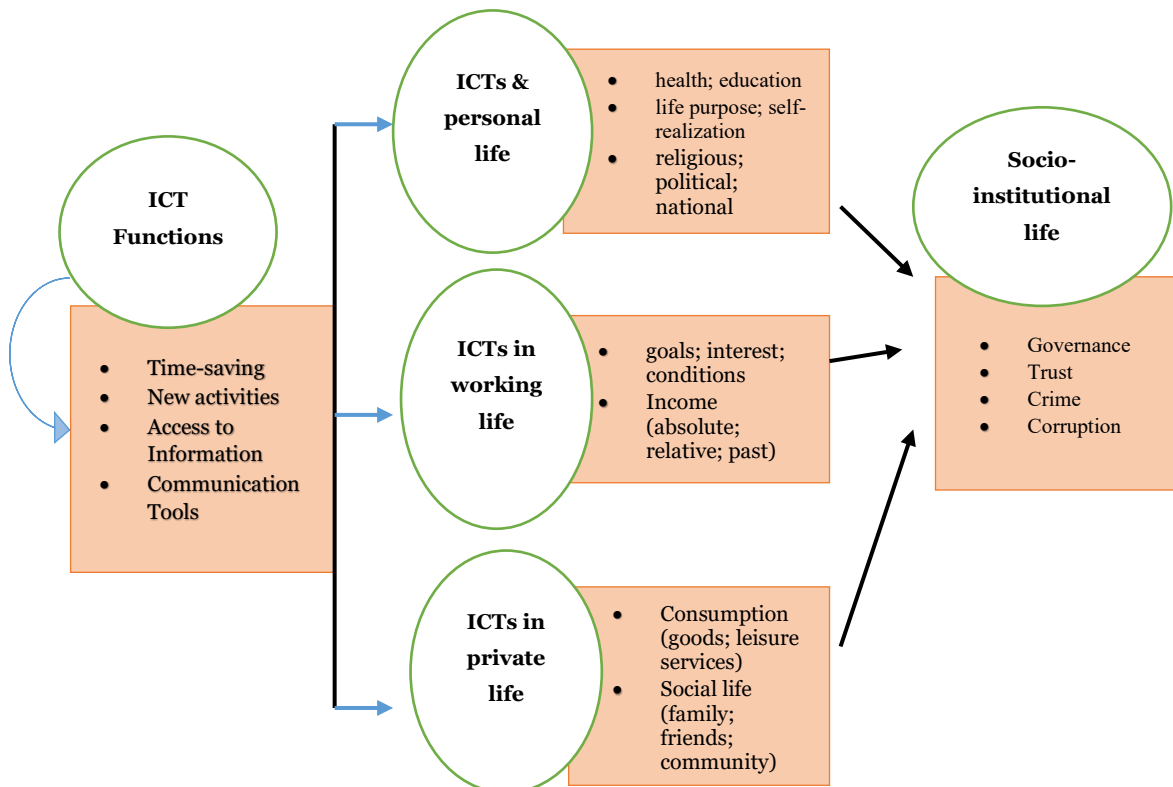 ICT
Functions
• Time-saving
• New activities
• Access to
Information
• Communication
Tools
ICTs &
personal
life
• health; education
• life purpose; self-
realization
• religious;
political;
national
ICTs in
working
life
• goals; interest;
conditions
• Income
(absolute;
relative; past)
ICTs in
private
life
• Consumption
(goods; leisure
services)
• Social life
(family;
friends;
community)
Socio-
institutional
life
• Governance
• Trust
• Crime
• Corruption